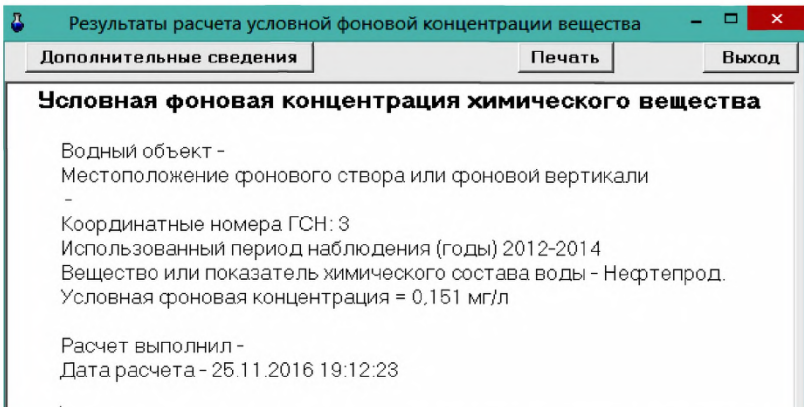 Результаты расчета условной фоновой концентрации вещества
Дополнительные сведения Печать Выход
Условная фоновая концентрация химического вещества
Водный объект -
Местоположение фонового створа или фоновой вертикали
-
Координатные номера ГСН: 3
Использованный период наблюдения (годы) 2012-2014
Вещество или показатель химического состава воды - Нефтепрод.
Условная фоновая концентрация = 0,151 мг/л
Расчет выполнил -
Дата расчета - 25.11.2016 19:12:23